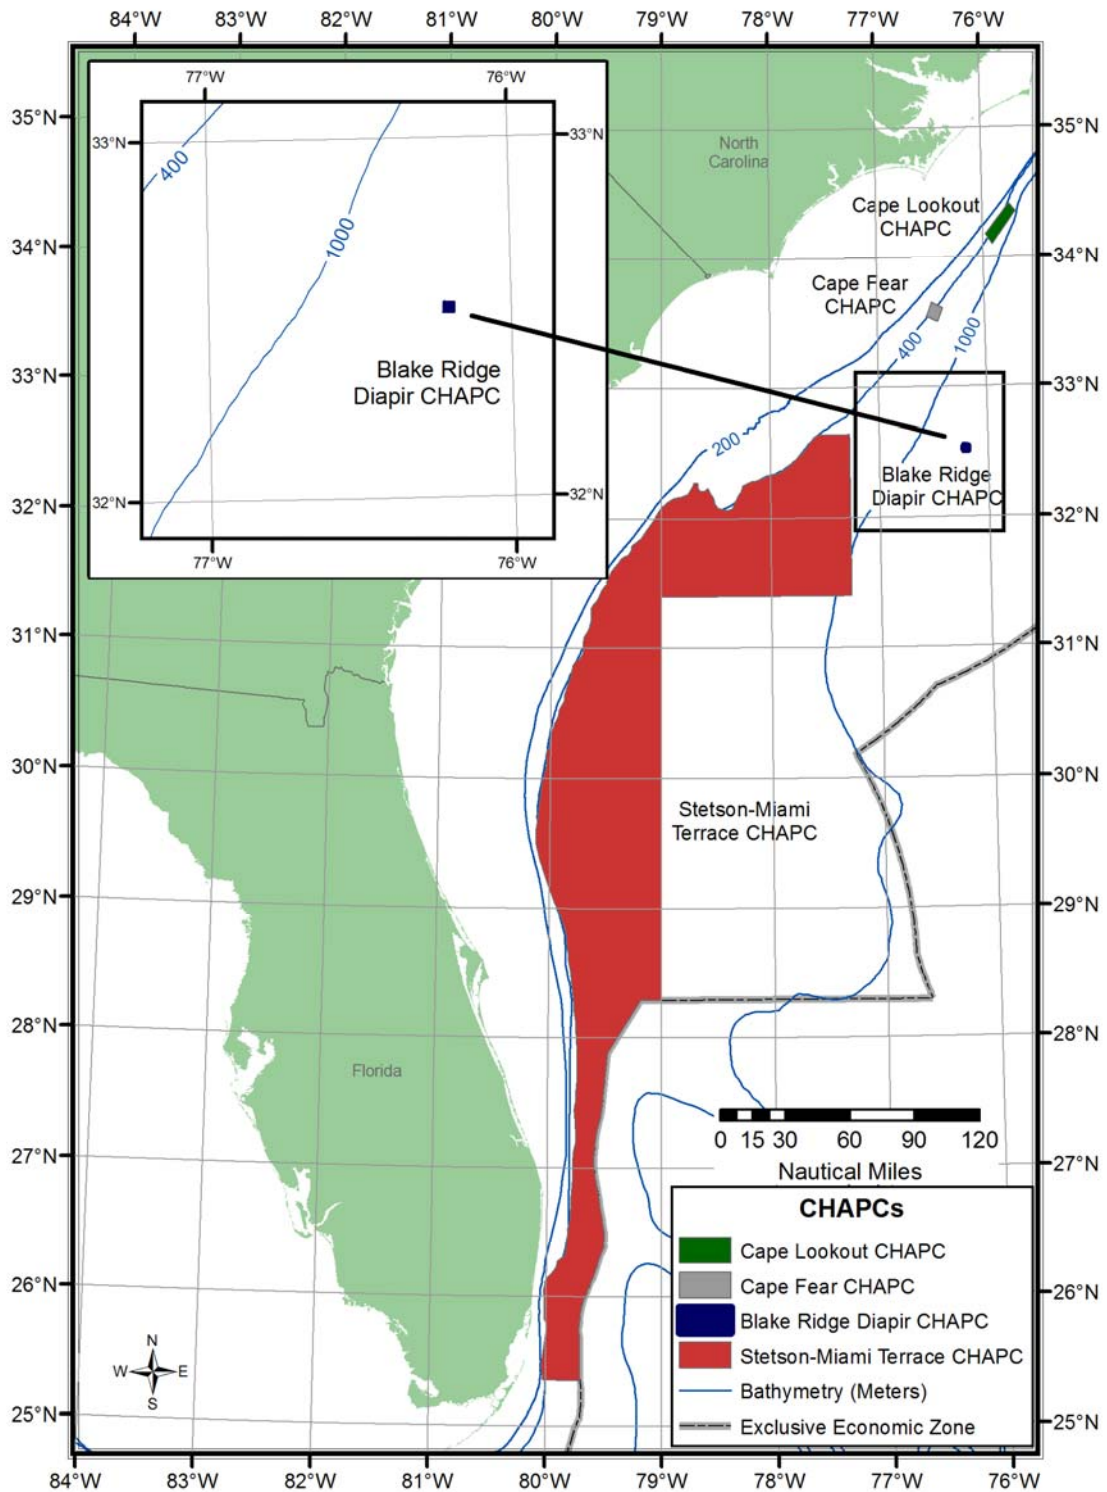 84°W 83°W 82°W 81°W 80°W 79°W 78°W 77°W 76°W
77°W 76°W
33°N 33°N
400
1000
Blake Ridge
Diapir CHAPC
32°N 32°N
77°W 76°W
35°N 35°N
North
Carolina
Cape Lookout
CHAPC
34°N 34°N
Cape Fear
CHAPC
400
1000
33°N 33°N
200
Blake Ridge
Diapir CHAPC
32°N 32°N
31°N 31°N
30°N 30°N
Stetson-Miami
Terrace CHAPC
29°N 29°N
28°N 28°N
Florida
0 15 30 60 90 120
Nautical Miles
27°N 27°N
CHAPCs
Cape Lookout CHAPC
Cape Fear CHAPC
Blake Ridge Diapir CHAPC
Stetson-Miami Terrace CHAPC
Bathymetry (Meters)
Exclusive Economic Zone
26°N 26°N
N
W E
S
25°N 25°N
84°W 83°W 82°W 81°W 80°W 79°W 78°W 77°W 76°W